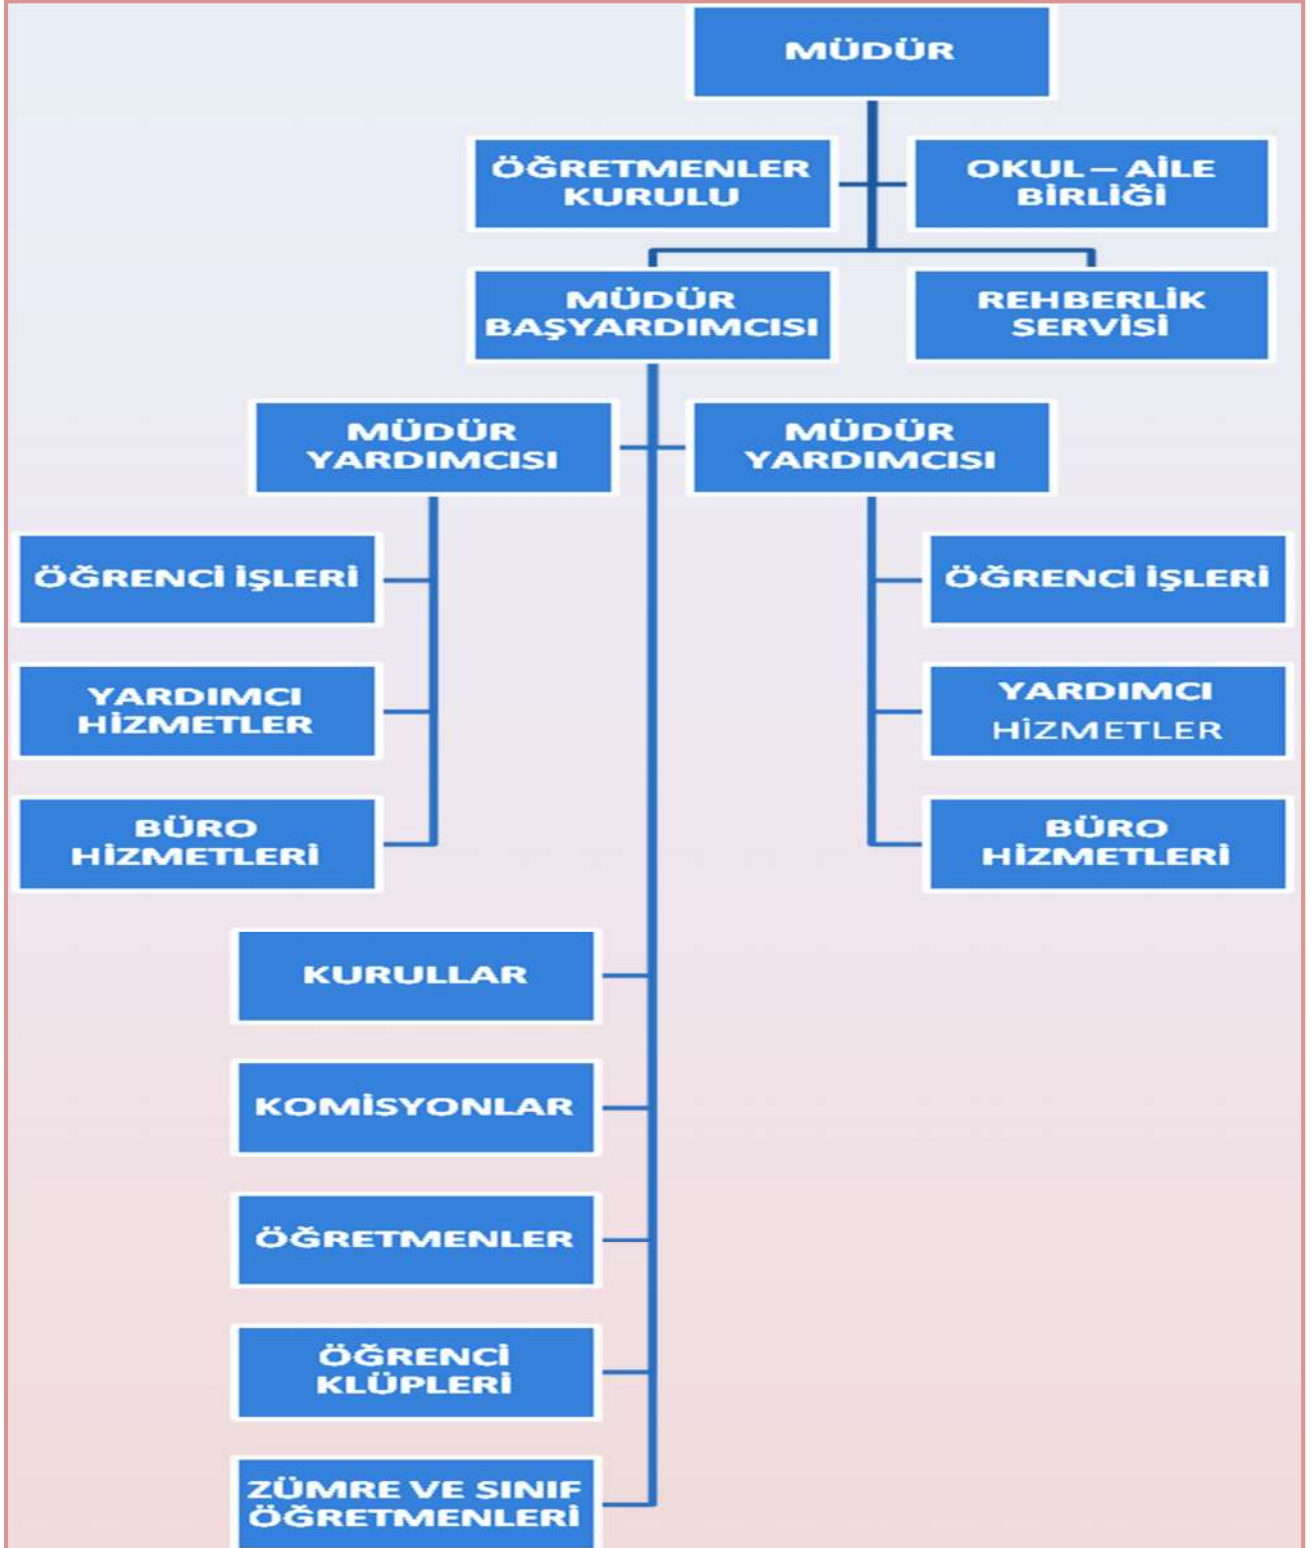 MÜDÜR
ÖĞRETMENLER
KURULU
OKUL – AİLE
BİRLİĞİ
MÜDÜR
BAŞYARDIMCISI
REHBERLİK
SERVİSİ
MÜDÜR
YARDIMCISI
MÜDÜR
YARDIMCISI
ÖĞRENCİ İŞLERİ
ÖĞRENCİ İŞLERİ
YARDIMCI
HİZMETLER
YARDIMCI
HİZMETLER
BÜRO
HİZMETLERİ
BÜRO
HİZMETLERİ
KURULLAR
KOMİSYONLAR
ÖĞRETMENLER
ÖĞRENCİ
KLÜPLERİ
ZÜMRE VE SINIF
ÖĞRETMENLERİ